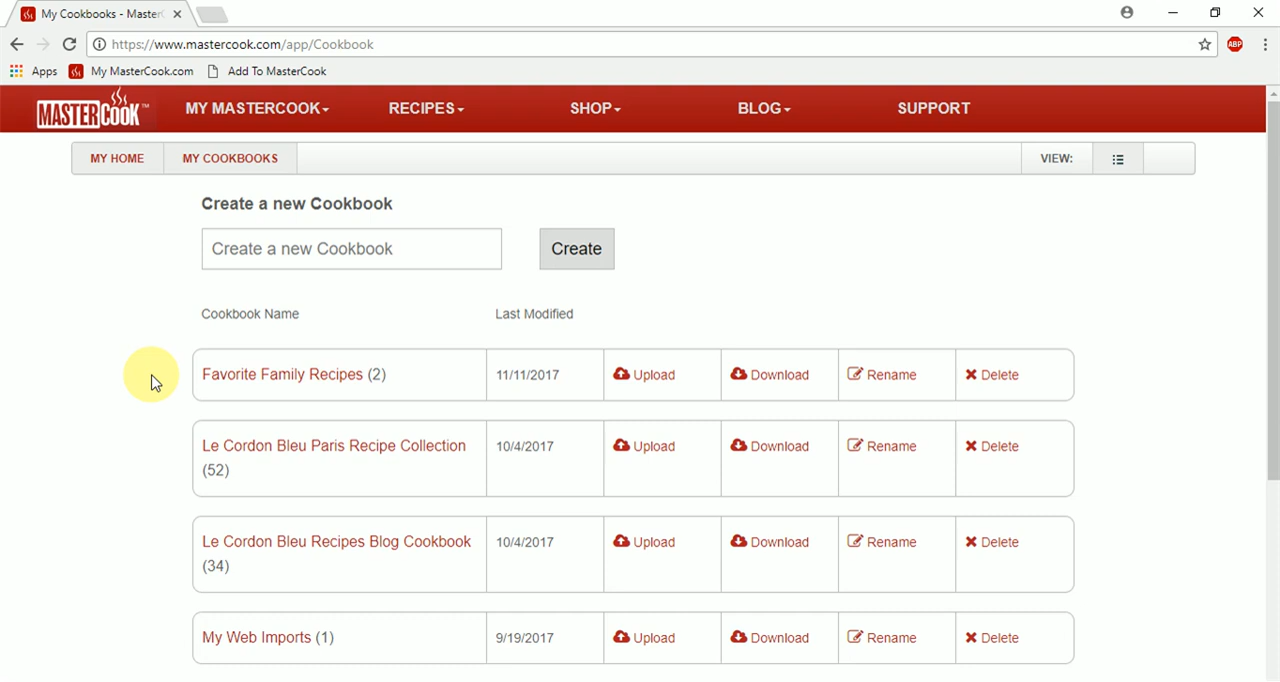 My Cookbooks - Master
https://www.mastercook.com/app/Cookbook
ABP
Apps My MasterCook.com Add To MasterCook
MASTERCOOK™ MY MASTERCOOK RECIPES SHOP BLOG SUPPORT
MY HOME MY COOKBOOKS VIEW:
Create a new Cookbook
Create a new Cookbook Create
Cookbook Name Last Modified
Favorite Family Recipes (2) 11/11/2017 Upload Download Rename Delete
Le Cordon Bleu Paris Recipe Collection 10/4/2017 Upload Download Rename Delete
(52)
Le Cordon Bleu Recipes Blog Cookbook 10/4/2017 Upload Download Rename Delete
(34)
My Web Imports (1) 9/19/2017 Upload Download Rename Delete